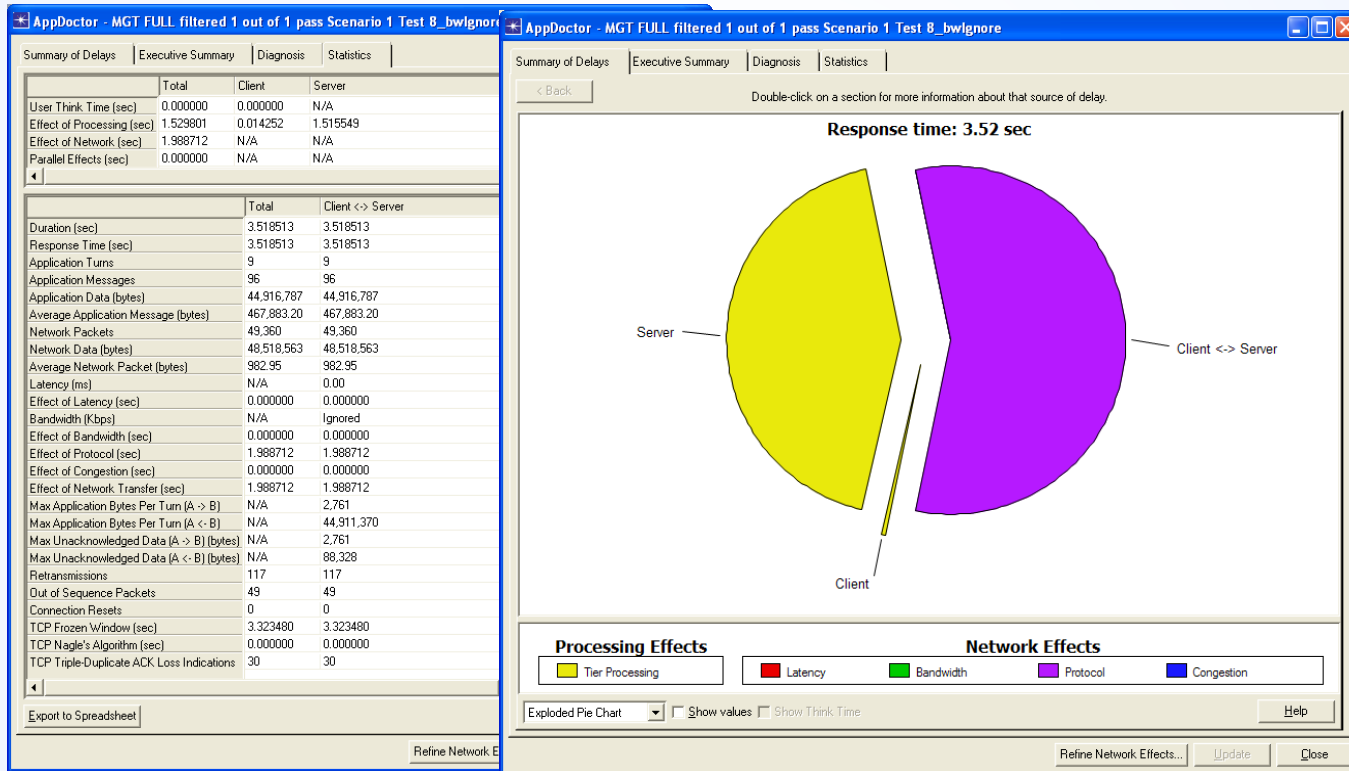 AppDoctor - MGT FULL filtered 1 out of 1 pass Scenario 1 Test 8_bwIgnore
Summary of Delays Executive Summary Diagnosis Statistics
Total Client Server
User Think Time (sec) 0.000000 0.000000 N/A
Effect of Processing (sec) 1.529801 0.014252 1.515549
Effect of Network (sec) 1.988712 N/A N/A
Parallel Effects (sec) 0.000000 N/A N/A
Total Client <-> Server
Duration (sec) 3.518513 3.518513
Response Time (sec) 3.518513 3.518513
Application Turns 9 9
Application Messages 96 96
Application Data (bytes) 44,916,787 44,916,787
Average Application Message (bytes) 467,883.20 467,883.20
Network Packets 49,360 49,360
Network Data (bytes) 48,518,563 48,518,563
Average Network Packet (bytes) 982.95 982.95
Latency (ms) N/A 0.00
Effect of Latency (sec) 0.000000 0.000000
Bandwidth (Kbps) N/A Ignored
Effect of Bandwidth (sec) 0.000000 0.000000
Effect of Protocol (sec) 1.988712 1.988712
Effect of Congestion (sec) 0.000000 0.000000
Effect of Network Transfer (sec) 1.988712 1.988712
Max Application Bytes Per Turn (A -> B) N/A 2,761
Max Application Bytes Per Turn (A <- B) N/A 44,911,370
Max Unacknowledged Data (A -> B) (bytes) N/A 2,761
Max Unacknowledged Data (A <- B) (bytes) N/A 88,328
Retransmissions 117 117
Out of Sequence Packets 49 49
Connection Resets 0 0
TCP Frozen Window (sec) 3.323480 3.323480
TCP Nagle's Algorithm (sec) 0.000000 0.000000
TCP Triple-Duplicate ACK Loss Indications 30 30
Export to Spreadsheet
Refine Network E
AppDoctor - MGT FULL filtered 1 out of 1 pass Scenario 1 Test 8_bwIgnore
Summary of Delays Executive Summary Diagnosis Statistics
< Back
Double-click on a section for more information about that source of delay.
Response time: 3.52 sec
Server
Client <-> Server
Client
Processing Effects Network Effects
Tier Processing Latency Bandwidth Protocol Congestion
Exploded Pie Chart Show values Show Think Time Help
Refine Network Effects... Update Close